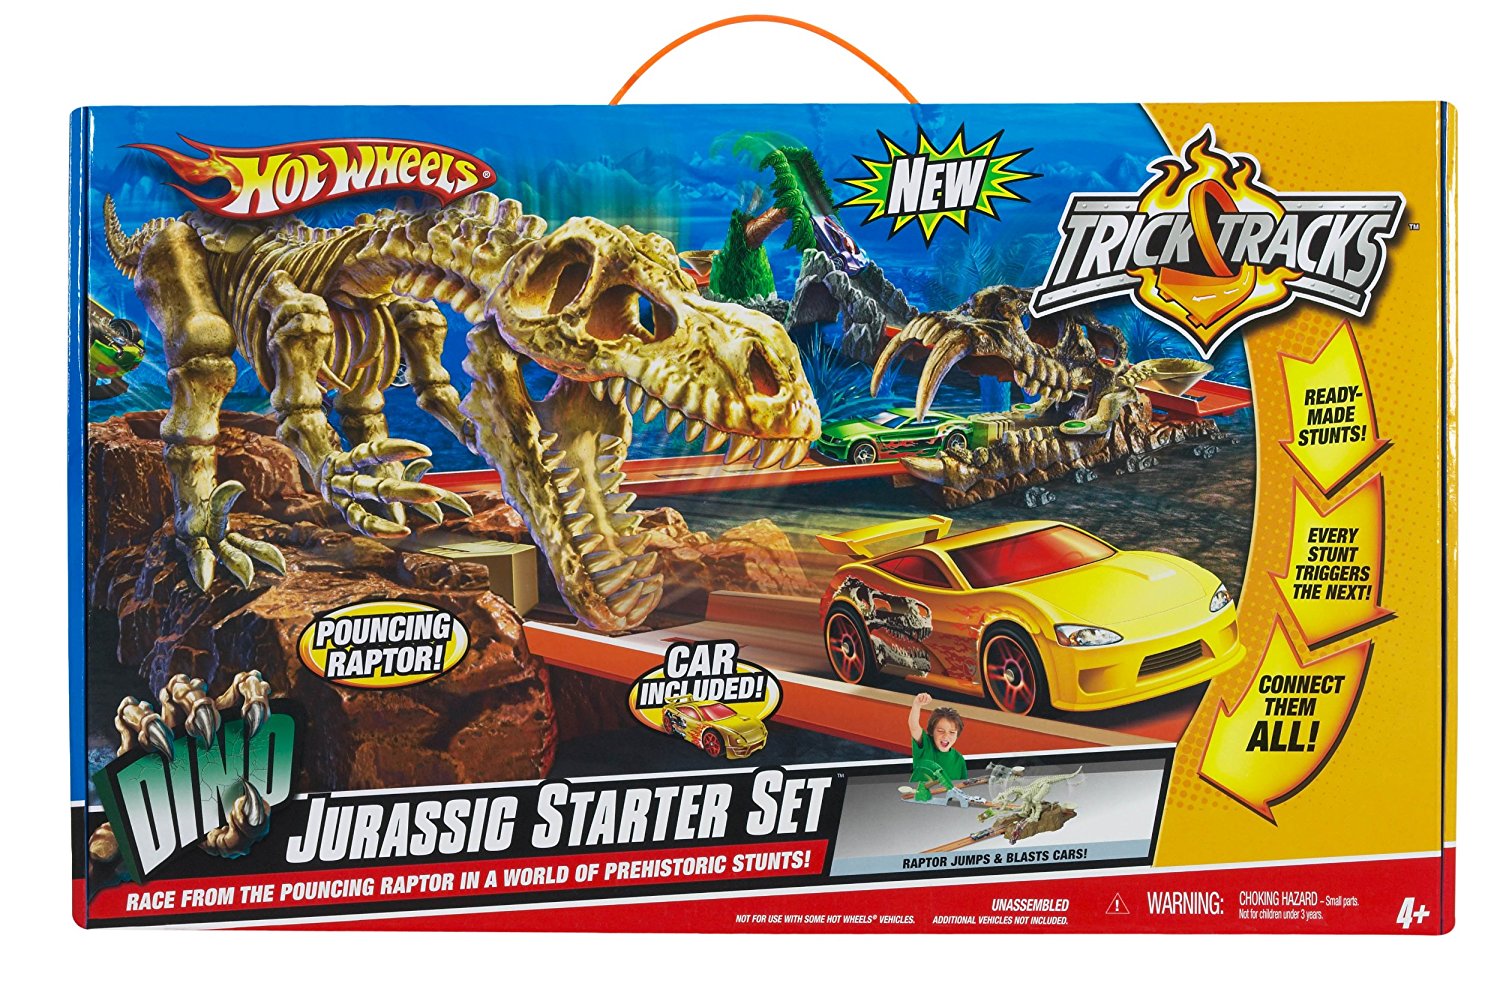 HOT WHEELS®
NEW
TRICK TRACKS™
READY-
MADE
STUNTS!
EVERY
STUNT
TRIGGERS
THE NEXT!
CONNECT
THEM
ALL!
POUNCING
RAPTOR!
CAR
INCLUDED!
DINO
JURASSIC STARTER SET™
RACE FROM THE POUNCING RAPTOR IN A WORLD OF PREHISTORIC STUNTS!
RAPTOR JUMPS & BLASTS CARS!
NOT FOR USE WITH SOME HOT WHEELS® VEHICLES.
UNASSEMBLED
ADDITIONAL VEHICLES NOT INCLUDED.
WARNING:
CHOKING HAZARD – Small parts.
Not for children under 3 years.
4+